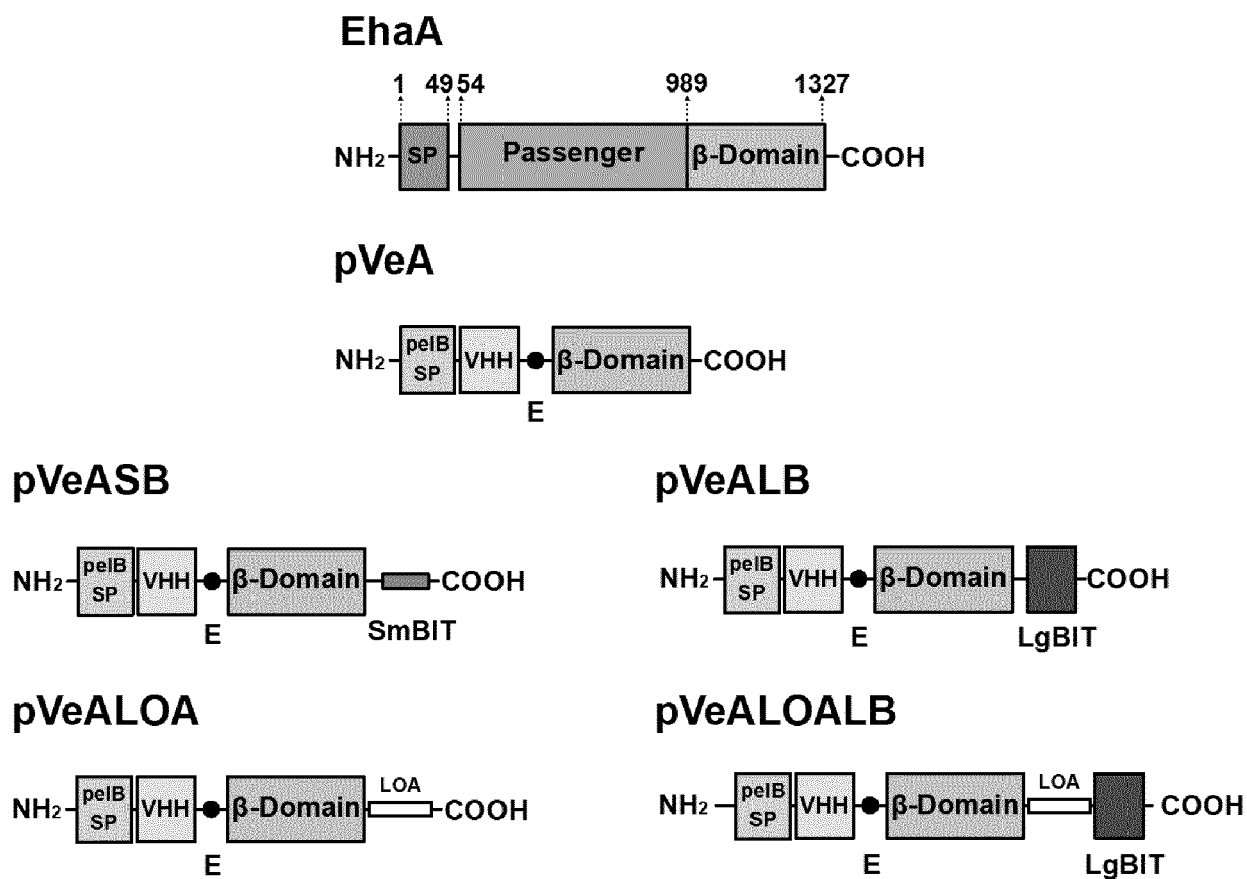 EhaA
1 49 54 989 1327
NH2 SP Passenger β-Domain COOH
pVeA
NH2 pelB SP VHH β-Domain COOH
E
pVeASB
NH2 pelB SP VHH β-Domain COOH
E SmBIT
pVeALB
NH2 pelB SP VHH β-Domain COOH
E LgBIT
pVeALOA
LOA
NH2 pelB SP VHH β-Domain COOH
E
pVeALOALB
LOA
NH2 pelB SP VHH β-Domain COOH
E LgBIT